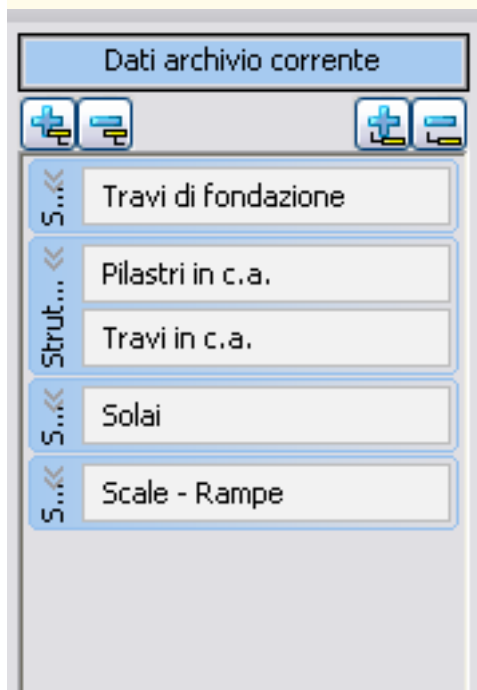 Dati archivio corrente
S...
Travi di fondazione
Strut...
Pilastri in c.a.
Travi in c.a.
S...
Solai
S...
Scale - Rampe